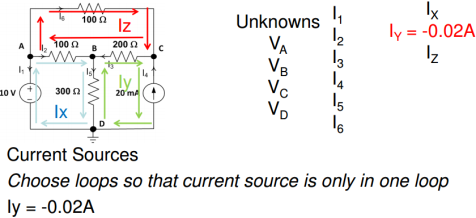 I6
100 Ω
Iz
A
I2
100 Ω
B
200 Ω
I3
C
I1
I5
I4
10 V
300 Ω
Ix
Iy
20 mA
D
Unknowns
VA
VB
VC
VD
I1
I2
I3
I4
I5
I6
IX
IY = -0.02A
IZ
Current Sources
Choose loops so that current source is only in one loop
Iy = -0.02A